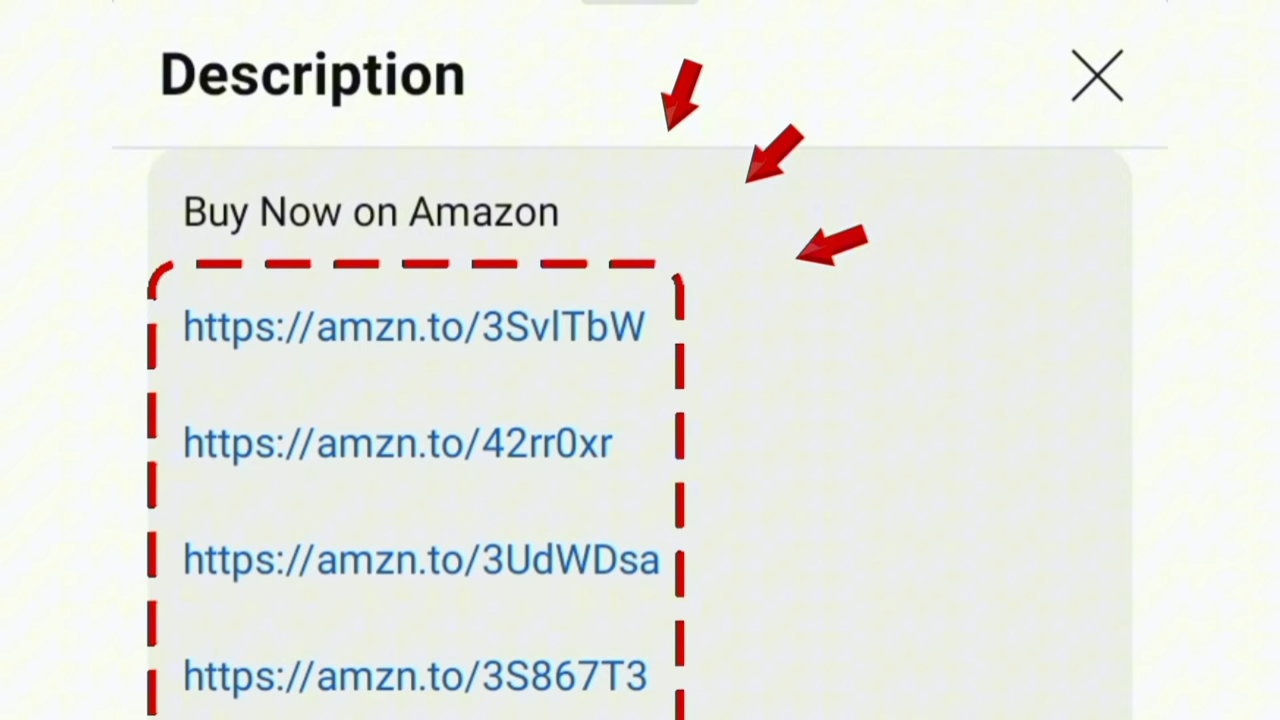 Description
Buy Now on Amazon
https://amzn.to/3SvlTbW
https://amzn.to/42rr0xr
https://amzn.to/3UdWDsa
https://amzn.to/3S867T3